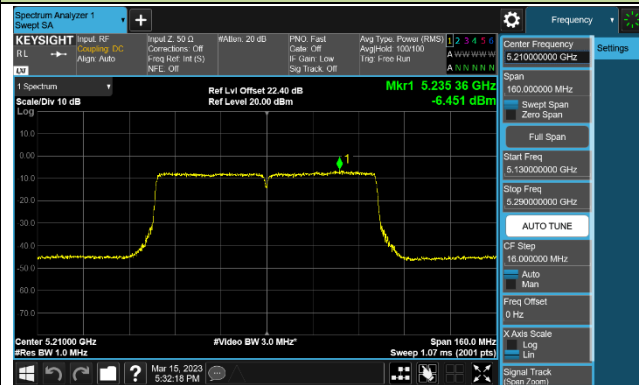 Spectrum Analyzer 1
Swept SA
Frequency
KEYSIGHT
RL
LXI
Input: RF
Coupling: DC
Align: Auto
Input Z: 50 Ω
Corrections: Off
Freq Ref: Int (S)
NFE: Off
#Atten: 20 dB
PNO: Fast
Gate: Off
IF Gain: Low
Sig Track: Off
Avg Type: Power (RMS)
Avg|Hold: 100/100
Trig: Free Run
1 2 3 4 5 6
A W W W W W
A N N N N N
Center Frequency
5.210000000 GHz
Settings
Span
160.000000 MHz
Swept Span
Zero Span
Full Span
Start Freq
5.130000000 GHz
Stop Freq
5.290000000 GHz
AUTO TUNE
CF Step
16.000000 MHz
Auto
Man
Freq Offset
0 Hz
X Axis Scale
Log
Lin
Signal Track
(Span Zoom)
1 Spectrum
Scale/Div 10 dB
Log
Ref Lvl Offset 22.40 dB
Ref Level 20.00 dBm
Mkr1 5.235 36 GHz
-6.451 dBm
10.0
0.00
-10.0
-20.0
-30.0
-40.0
-50.0
-60.0
-70.0
1
Center 5.21000 GHz
#Res BW 1.0 MHz
#Video BW 3.0 MHz*
Span 160.0 MHz
Sweep 1.07 ms (2001 pts)
?
Mar 15, 2023
5:32:18 PM